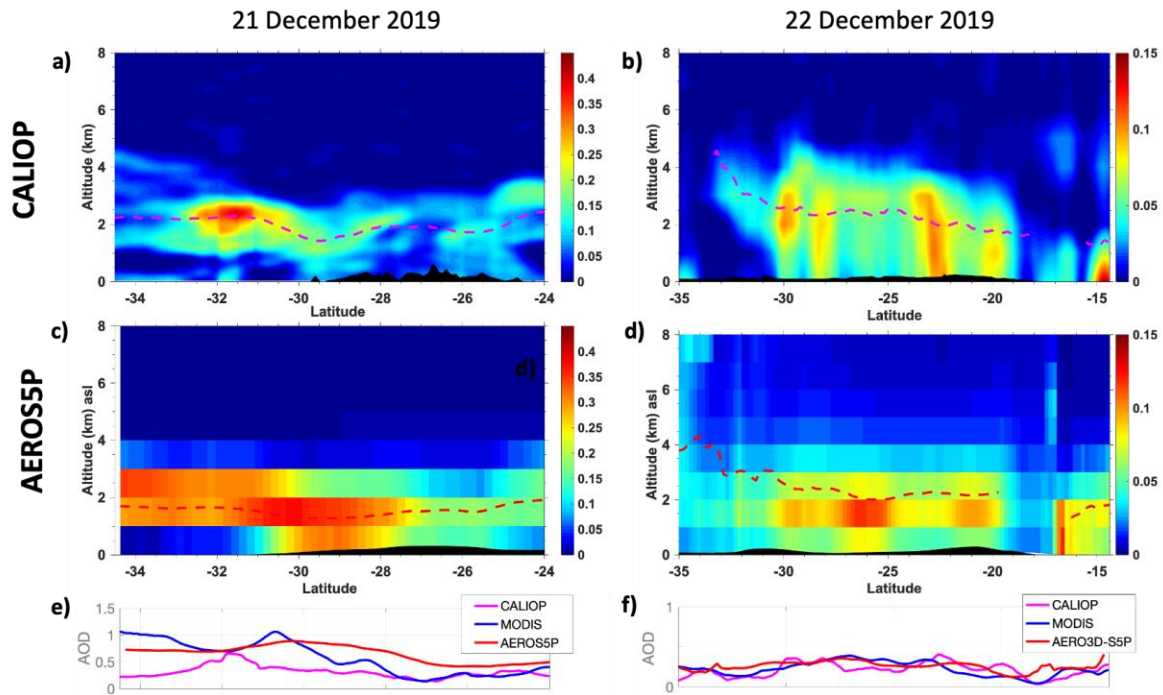 21 December 2019
22 December 2019
CALIOP
AEROS5P
a)
8
6
4
2
0
Altitude (km)
-34 -32 -30 -28 -26 -24
Latitude
0.4
0.35
0.3
0.25
0.2
0.15
0.1
0.05
0
b)
8
6
4
2
0
Altitude (km)
-35 -30 -25 -20 -15
Latitude
0.15
0.1
0.05
0
c)
8
6
4
2
0
Altitude (km) asl
d)
-34 -32 -30 -28 -26 -24
Latitude
0.4
0.35
0.3
0.25
0.2
0.15
0.1
0.05
0
d)
8
6
4
2
0
Altitude (km) asl
-35 -30 -25 -20 -15
Latitude
0.15
0.1
0.05
0
e)
1.5
1
0.5
0
AOD
CALIOP
MODIS
AEROS5P
f)
1
0
AOD
CALIOP
MODIS
AERO3D-S5P